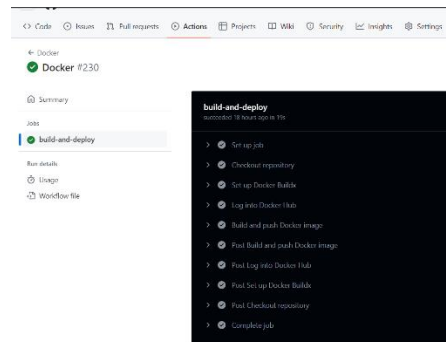 Code Issues Pull requests Actions Projects Wiki Security Insights Settings
← Docker
Docker #230
Summary
Jobs
build-and-deploy
Run details
Usage
Workflow file
build-and-deploy
succeeded 18 hours ago in 39s
Set up job
Checkout repository
Set up Docker Buildx
Log into Docker Hub
Build and push Docker image
Post Build and push Docker image
Post Log into Docker Hub
Post Set up Docker Buildx
Post Checkout repository
Complete job